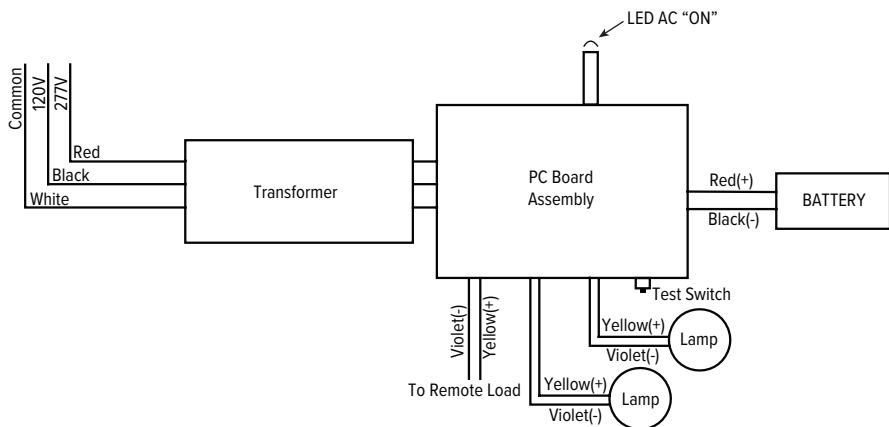 LED AC “ON”
Common
120V
277V
Red
Black
White
Transformer
PC Board
Assembly
Red(+)
Black(-)
BATTERY
Test Switch
Violet(-)
Yellow(+)
To Remote Load
Yellow(+)
Violet(-)
Lamp
Yellow(+)
Violet(-)
Lamp